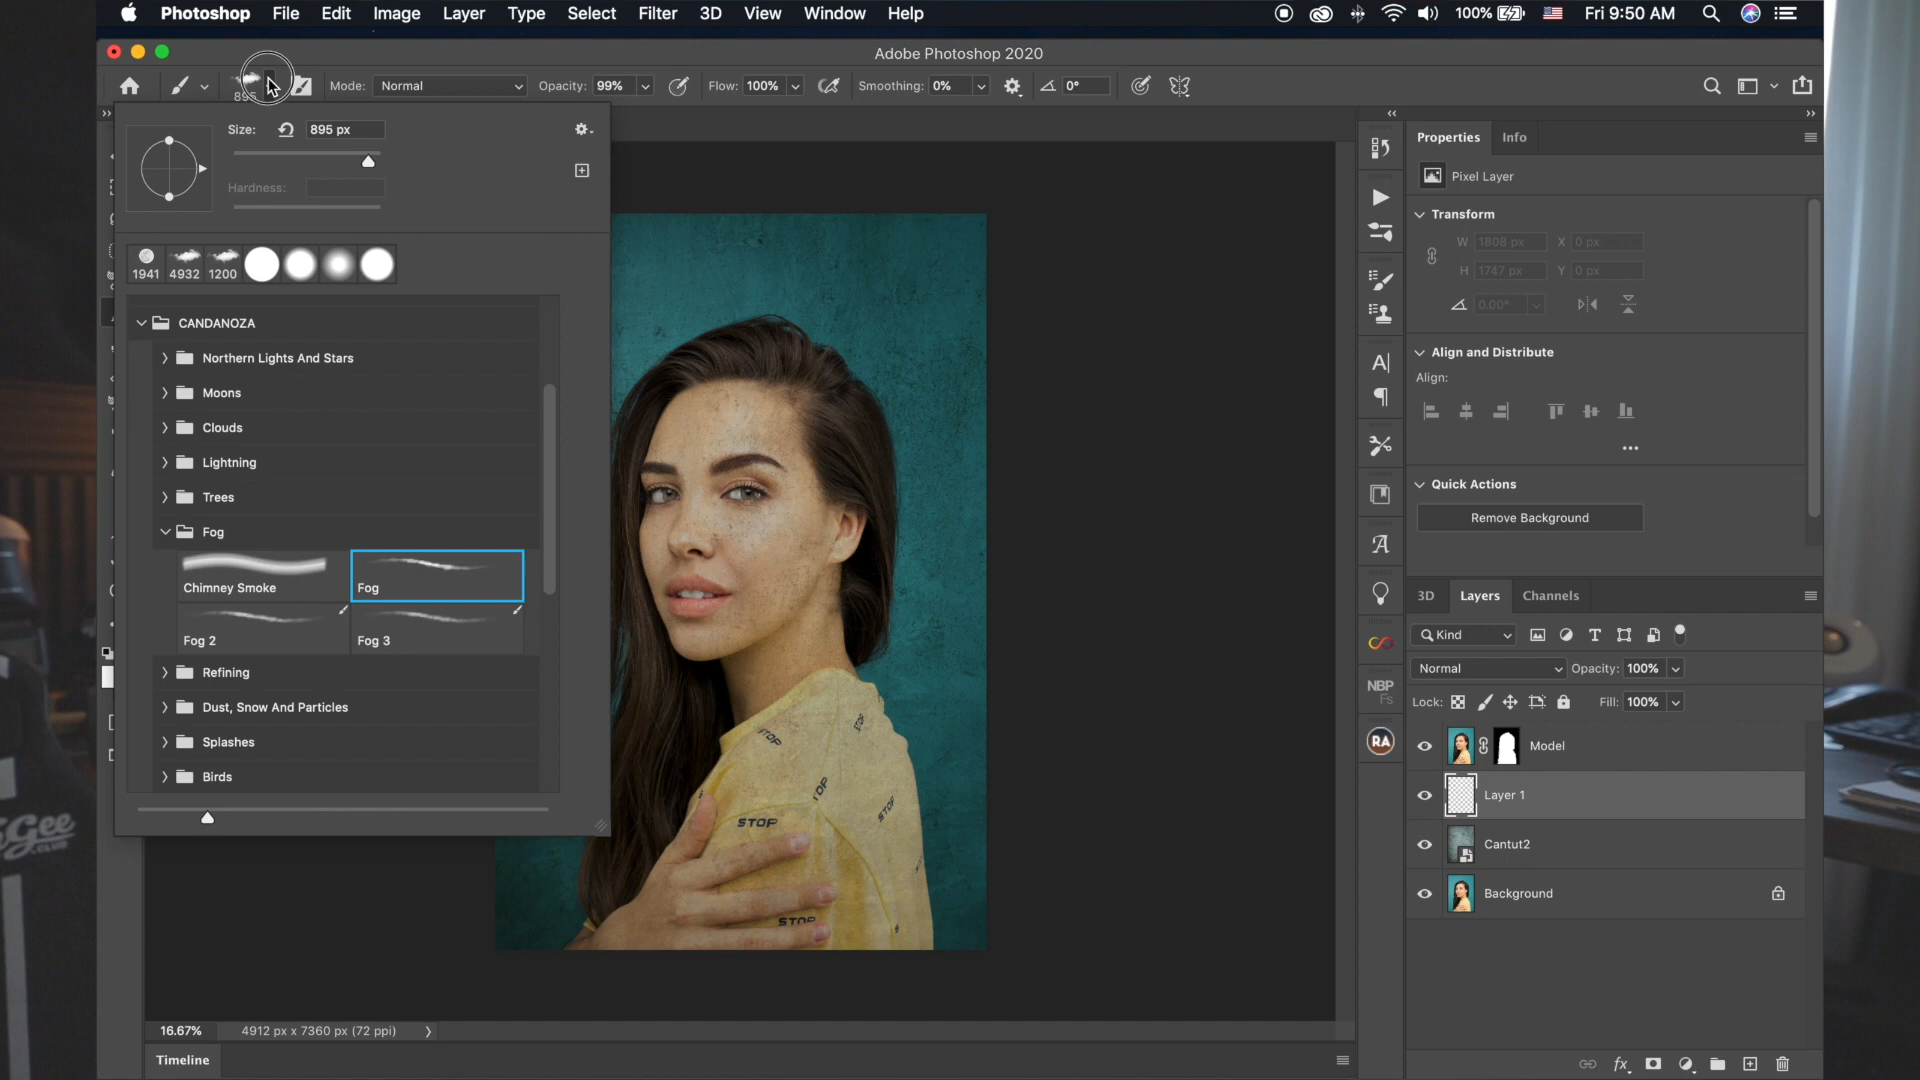 Photoshop File Edit Image Layer Type Select Filter 3D View Window Help 100% Fri 9:50 AM
Adobe Photoshop 2020
895 Mode: Normal Opacity: 99% Flow: 100% Smoothing: 0% 0°
Size: 895 px
Hardness:
1941 4932 1200
CANDANOZA
Northern Lights And Stars
Moons
Clouds
Lightning
Trees
Fog
Chimney Smoke
Fog
Fog 2
Fog 3
Refining
Dust, Snow And Particles
Splashes
Birds
STOP
STOP
STOP
STOP
16.67% 4912 px x 7360 px (72 ppi)
Timeline
Properties Info
Pixel Layer
Transform
W 1808 px X 0 px
H 1747 px Y 0 px
0.00°
Align and Distribute
Align:
Quick Actions
Remove Background
NBP
Fs
RA
3D Layers Channels
Kind
Normal Opacity: 100%
Lock: Fill: 100%
Model
Layer 1
Cantut2
Background
Gee
.CLUB